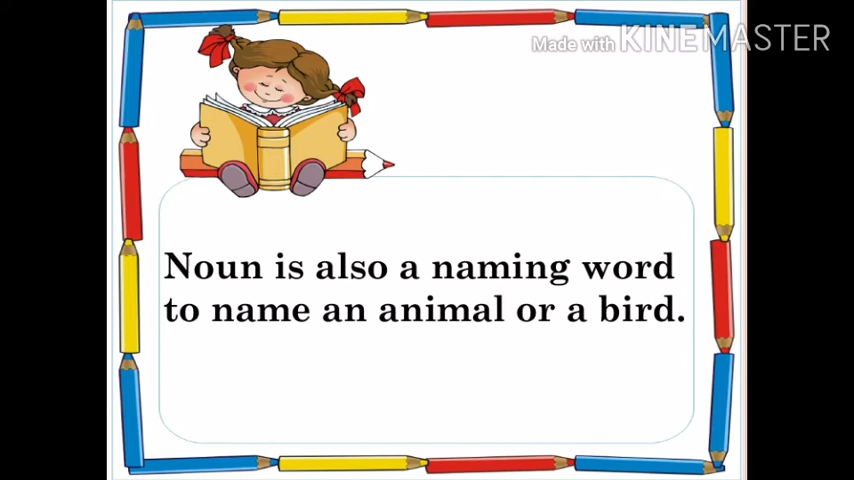 Made with KINEMASTER
Noun is also a naming word
to name an animal or a bird.